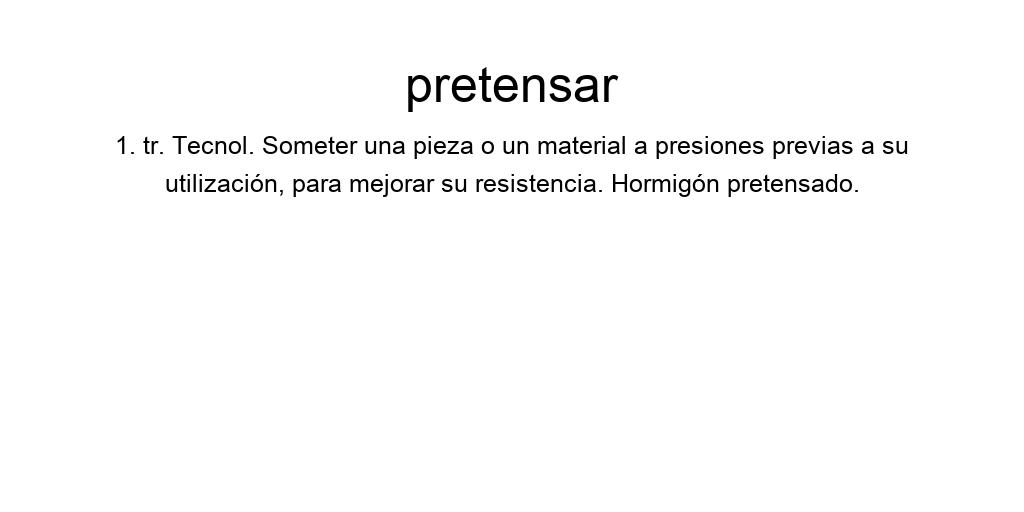 pretensar
1. tr. Tecnol. Someter una pieza o un material a presiones previas a su
utilización, para mejorar su resistencia. Hormigón pretensado.